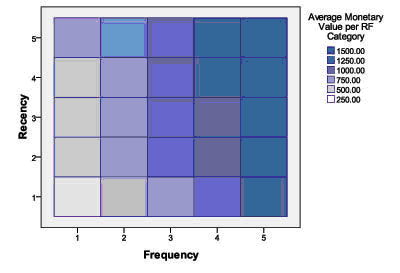 Average Monetary
Value per RF
Category
1500.00
1250.00
1000.00
750.00
500.00
250.00
Recency
5
4
3
2
1
1 2 3 4 5
Frequency